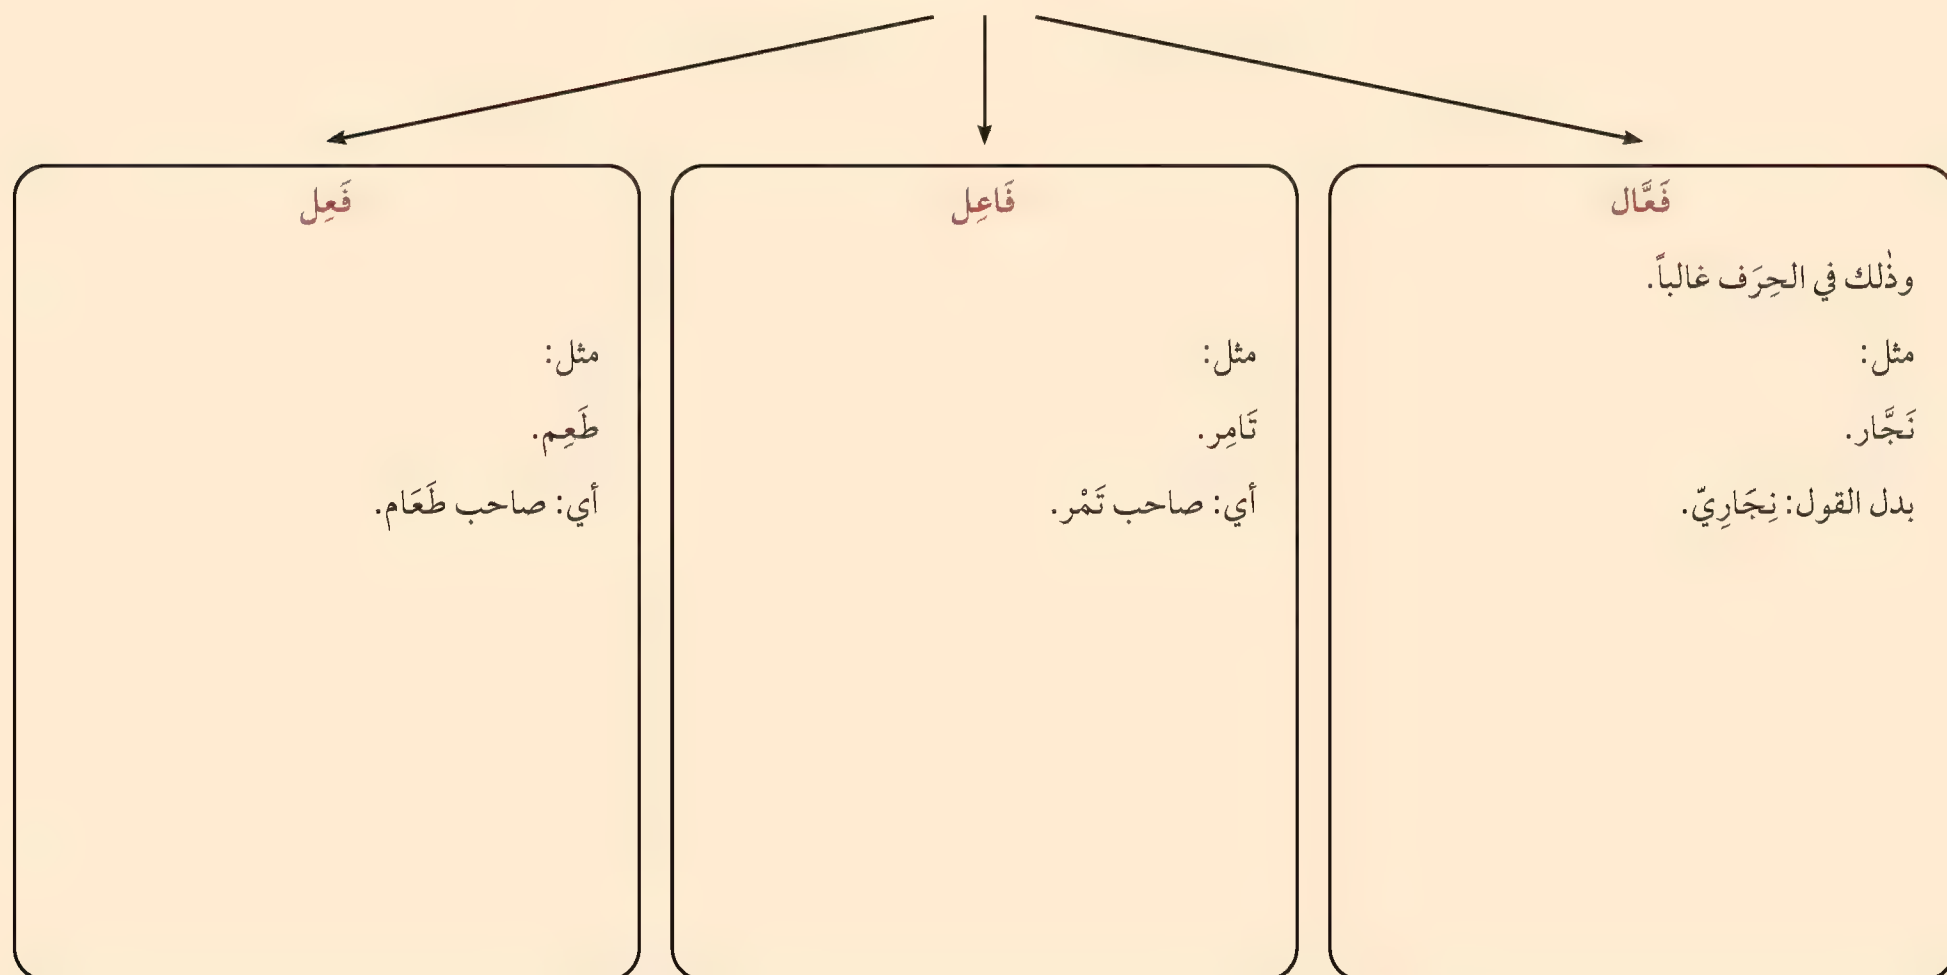 فَعَّال
وذٰلك في الحِرَف غالباً.
مثل:
نَجَّار.
بدل القول: نِجَارِيّ.
فَاعِل
مثل:
تَامِر.
أي: صاحب تَمْر.
فَعِل
مثل:
طَعِم.
أي: صاحب طَعَام.